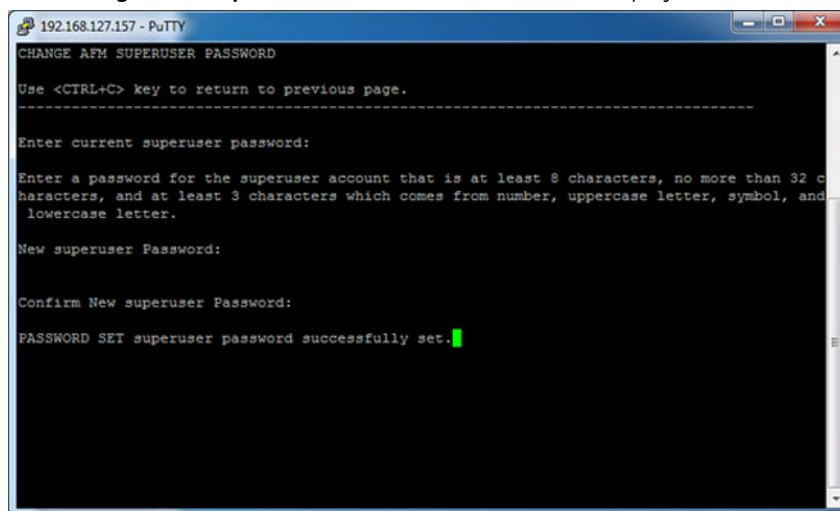 192.168.127.157 - PuTTY
CHANGE AFM SUPERUSER PASSWORD
Use <CTRL+C> key to return to previous page.
--------------------------------------------------------------------------------
Enter current superuser password:
Enter a password for the superuser account that is at least 8 characters, no more than 32 c
haracters, and at least 3 characters which comes from number, uppercase letter, symbol, and
lowercase letter.
New superuser Password:
Confirm New superuser Password:
PASSWORD SET superuser password successfully set.